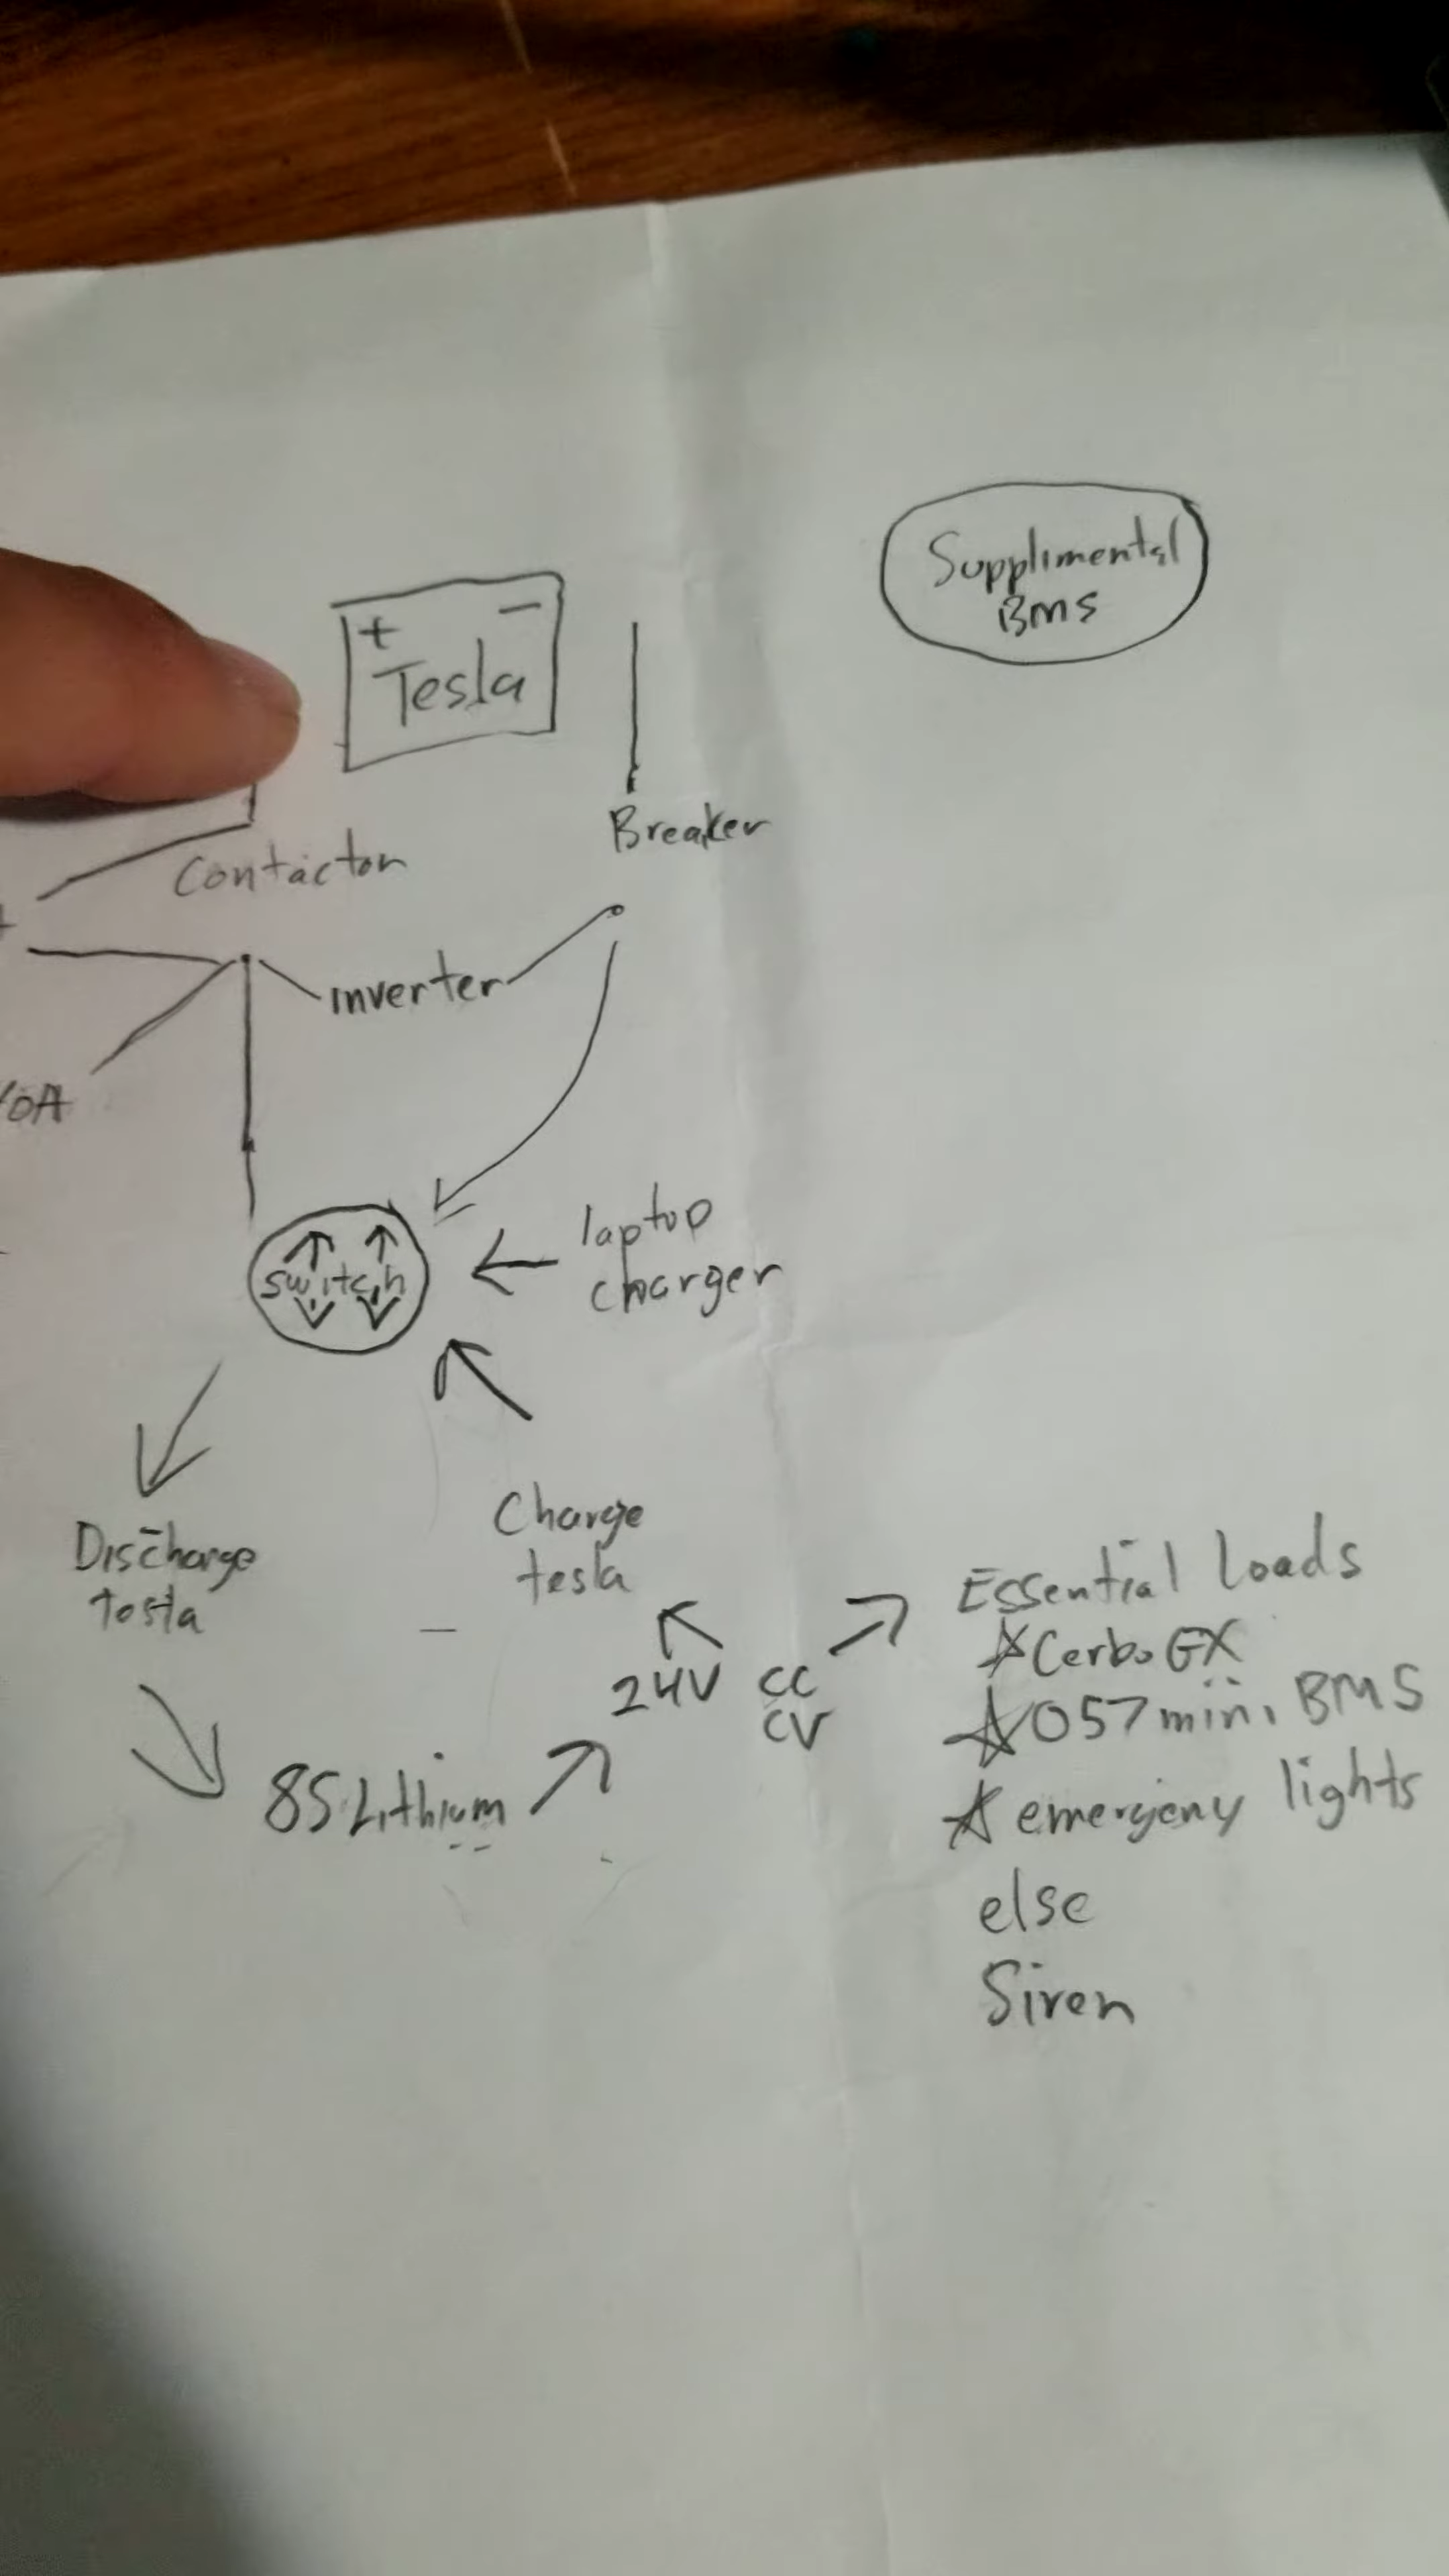 Supplimental
BMS
+ −
Tesla
Breaker
Contactor
inverter
0A
laptop
charger
switch
Charge
tesla
Discharge
tesla
Essential Loads
Cerbo GX
24V CC
CV
057 mini BMS
8S Lithium
emergeny lights
else
Siren